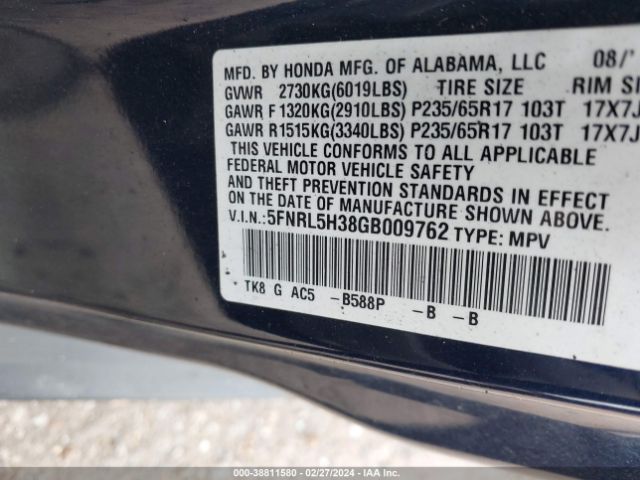 MFD. BY HONDA MFG. OF ALABAMA, LLC 08/
GVWR 2730KG(6019LBS) TIRE SIZE RIM SI
GAWR F 1320KG(2910LBS) P235/65R17 103T 17X7J
GAWR R 1515KG(3340LBS) P235/65R17 103T 17X7J
THIS VEHICLE CONFORMS TO ALL APPLICABLE
FEDERAL MOTOR VEHICLE SAFETY
AND THEFT PREVENTION STANDARDS IN EFFECT
ON THE DATE OF MANUFACTURE SHOWN ABOVE.
V.I.N.: 5FNRL5H38GB009762 TYPE: MPV
TK8 G AC5 -B588P -B -B
000-38811580 | 02/27/2024 | IAA Inc.